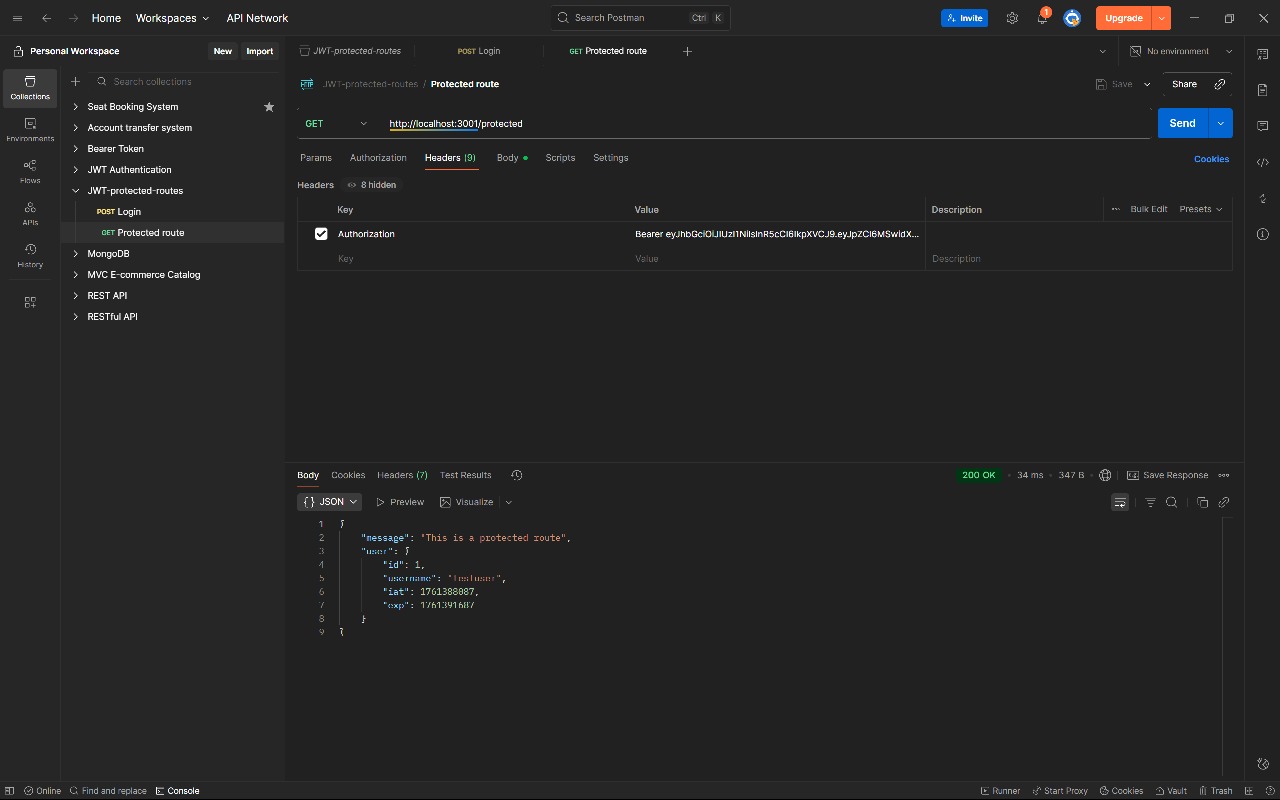 Home Workspaces API Network Search Postman Ctrl K Invite 1 Upgrade
Personal Workspace New Import
JWT-protected-routes POST Login GET Protected route No environment
Collections
Environments
Flows
APIs
History
Search collections
Seat Booking System
Account transfer system
Bearer Token
JWT Authentication
JWT-protected-routes
POST Login
GET Protected route
MongoDB
MVC E-commerce Catalog
REST API
RESTful API
HTTP JWT-protected-routes / Protected route Save Share
GET http://localhost:3001/protected Send
Params Authorization Headers (9) Body Scripts Settings Cookies
Headers 8 hidden
Key Value Description Bulk Edit Presets
Authorization Bearer eyJhbGciOiJIUzI1NiIsInR5cCI6IkpXVCJ9.eyJpZCI6MSwidX...
Key Value Description
Body Cookies Headers (7) Test Results 200 OK 34 ms 347 B Save Response
{ } JSON Preview Visualize
1 {
2 "message": "This is a protected route",
3 "user": {
4 "id": 1,
5 "username": "testuser",
6 "iat": 1761388087,
7 "exp": 1761391687
8 }
9 }
Online Find and replace Console Runner Start Proxy Cookies Vault Trash